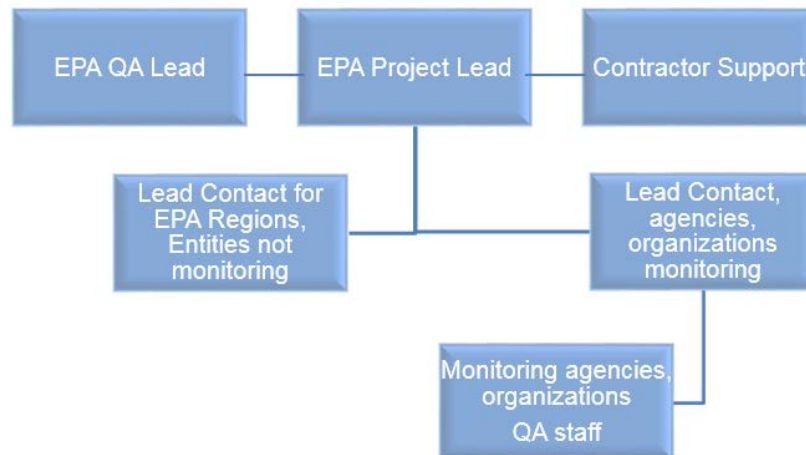 EPA QA Lead
EPA Project Lead
Contractor Support
Lead Contact for
EPA Regions,
Entities not
monitoring
Lead Contact,
agencies,
organizations
monitoring
Monitoring agencies,
organizations
QA staff